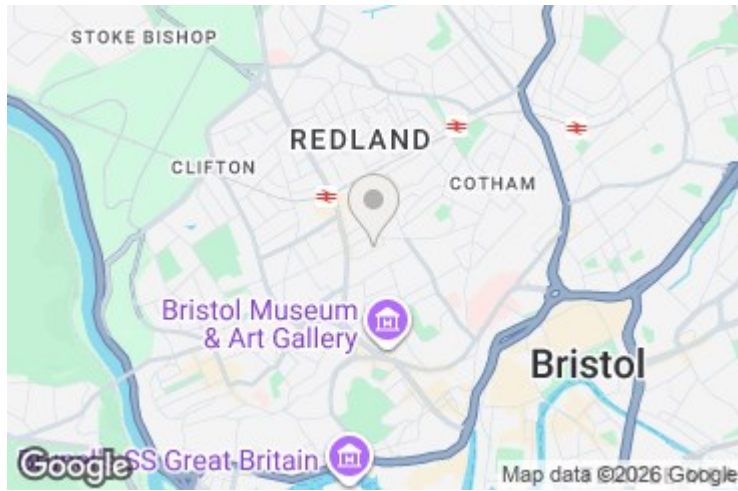 STOKE BISHOP
REDLAND
CLIFTON
COTHAM
Bristol Museum
& Art Gallery
Bristol
SS Great Britain
Google
Map data ©2026 Google